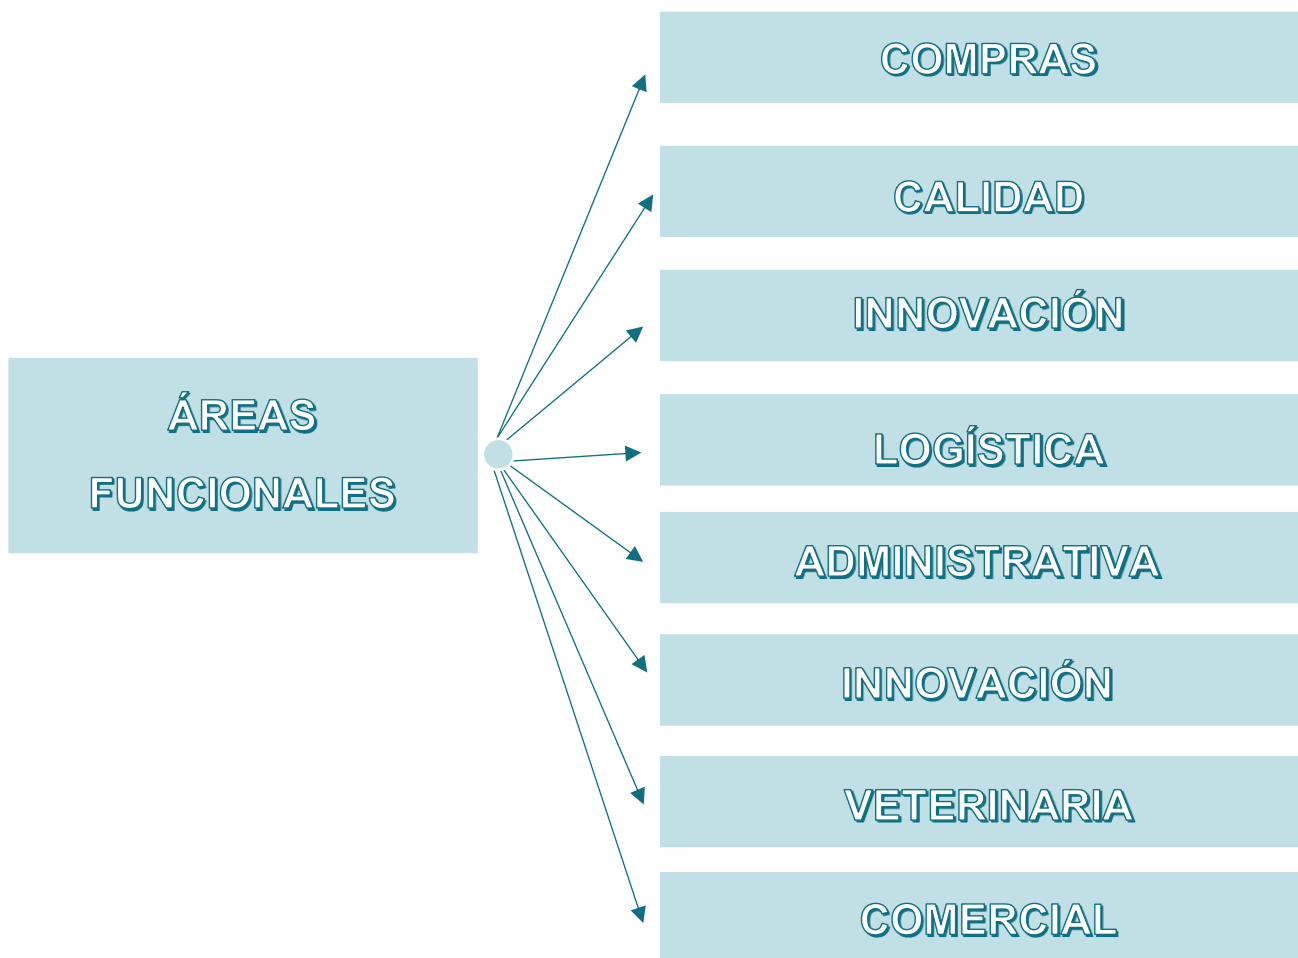 ÁREAS
FUNCIONALES
COMPRAS
CALIDAD
INNOVACIÓN
LOGÍSTICA
ADMINISTRATIVA
INNOVACIÓN
VETERINARIA
COMERCIAL